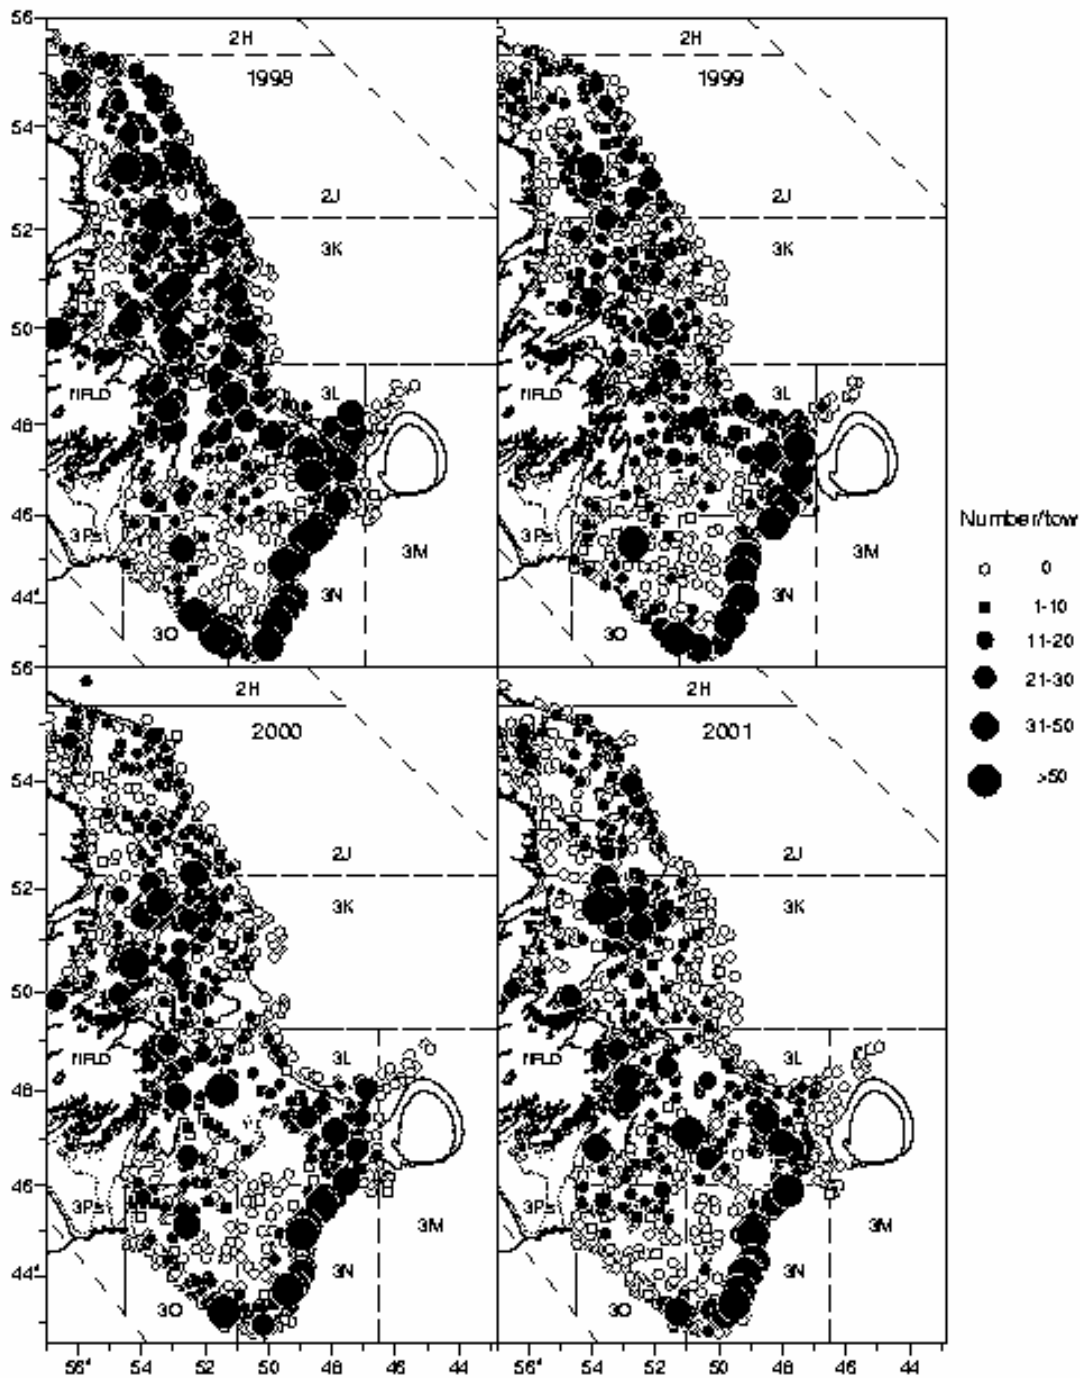 56
2H
2H
1998
1999
54
2J
2J
52
3K
3K
50
NFLD
3L
NFLD
3L
48
46
3Ps
3M
3Ps
3M
44°
3N
3N
3O
3O
Number/tow
0
1-10
11-20
21-30
31-50
>50
56
2H
2H
2000
2001
54
2J
2J
52
3K
3K
50
NFLD
3L
NFLD
3L
48
46
3Ps
3M
3Ps
3M
44°
3N
3N
3O
3O
56° 54 52 50 48 46 44 56° 54 52 50 48 46 44